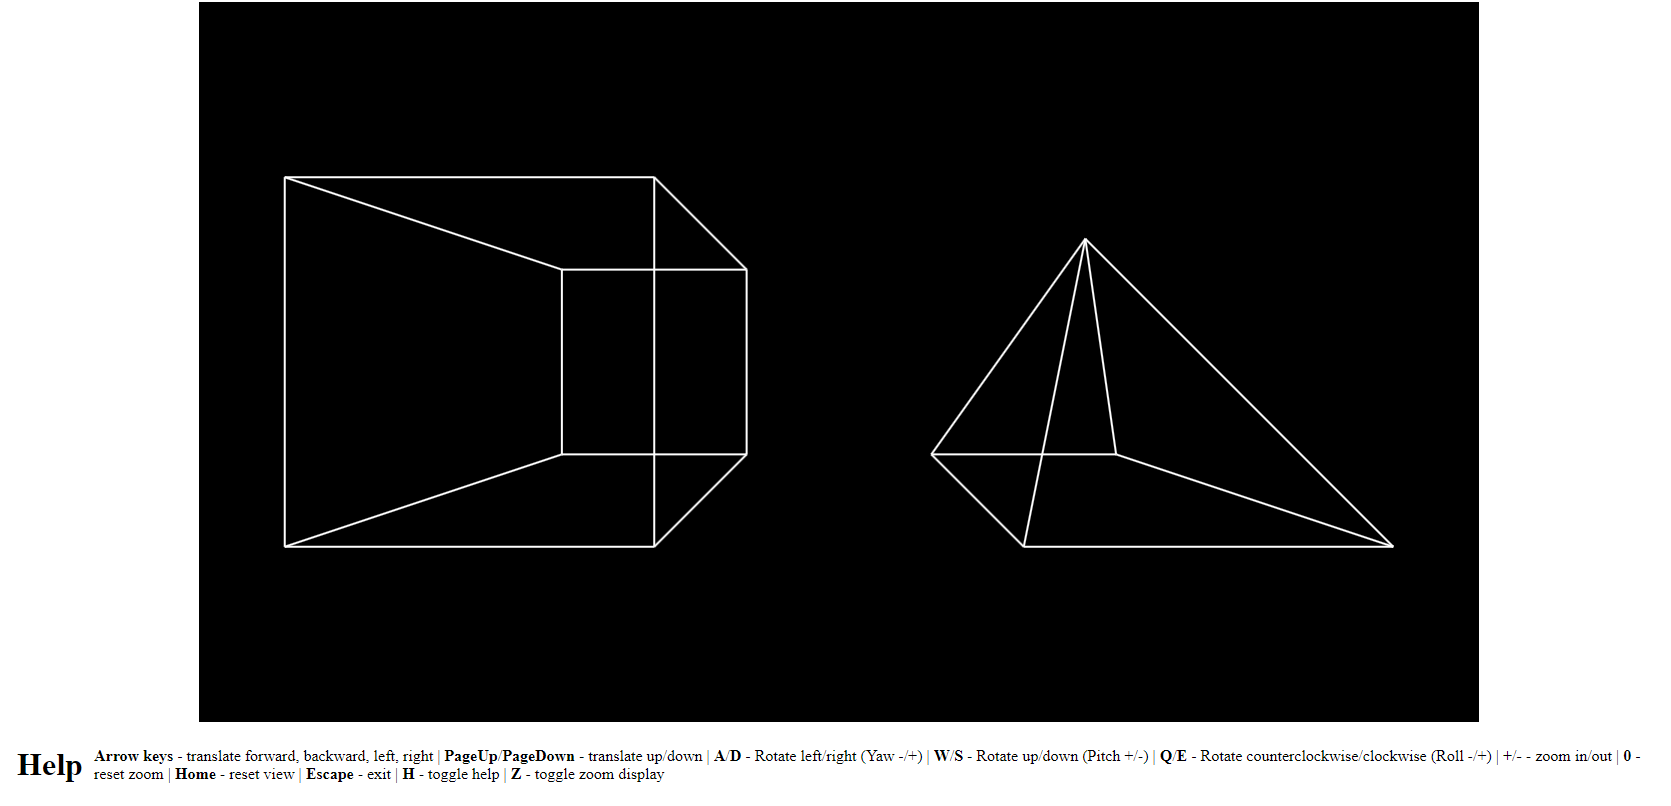 Help
Arrow keys - translate forward, backward, left, right | PageUp/PageDown - translate up/down | A/D - Rotate left/right (Yaw -/+) | W/S - Rotate up/down (Pitch +/-) | Q/E - Rotate counterclockwise/clockwise (Roll -/+) | +/- - zoom in/out | 0 -
reset zoom | Home - reset view | Escape - exit | H - toggle help | Z - toggle zoom display